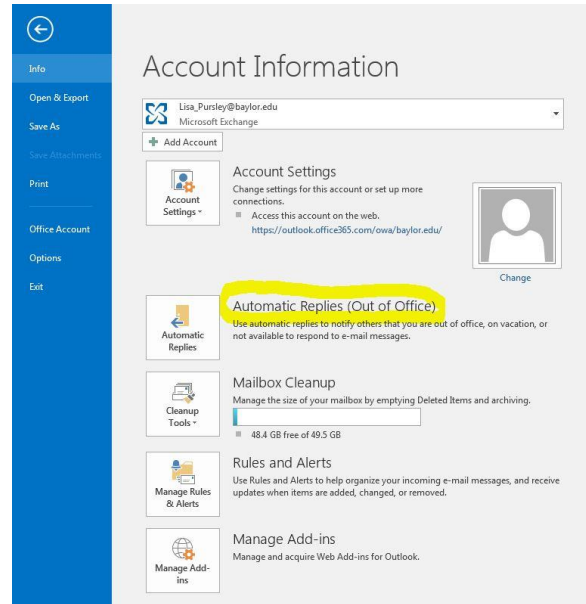 Info
Open & Export
Save As
Save Attachments
Print
Office Account
Options
Exit
Account Information
Lisa_Pursley@baylor.edu
Microsoft Exchange
Add Account
Account
Settings
Account Settings
Change settings for this account or set up more
connections.
Access this account on the web.
https://outlook.office365.com/owa/baylor.edu/
Change
Automatic
Replies
Automatic Replies (Out of Office)
Use automatic replies to notify others that you are out of office, on vacation, or
not available to respond to e-mail messages.
Cleanup
Tools
Mailbox Cleanup
Manage the size of your mailbox by emptying Deleted Items and archiving.
48.4 GB free of 49.5 GB
Manage Rules
& Alerts
Rules and Alerts
Use Rules and Alerts to help organize your incoming e-mail messages, and receive
updates when items are added, changed, or removed.
Manage Add-
ins
Manage Add-ins
Manage and acquire Web Add-ins for Outlook.